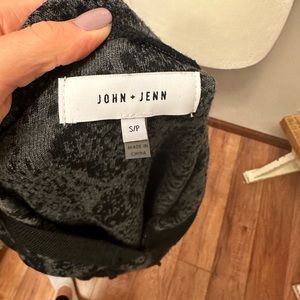 JOHN + JENN
S/P
MADE IN
CHINA